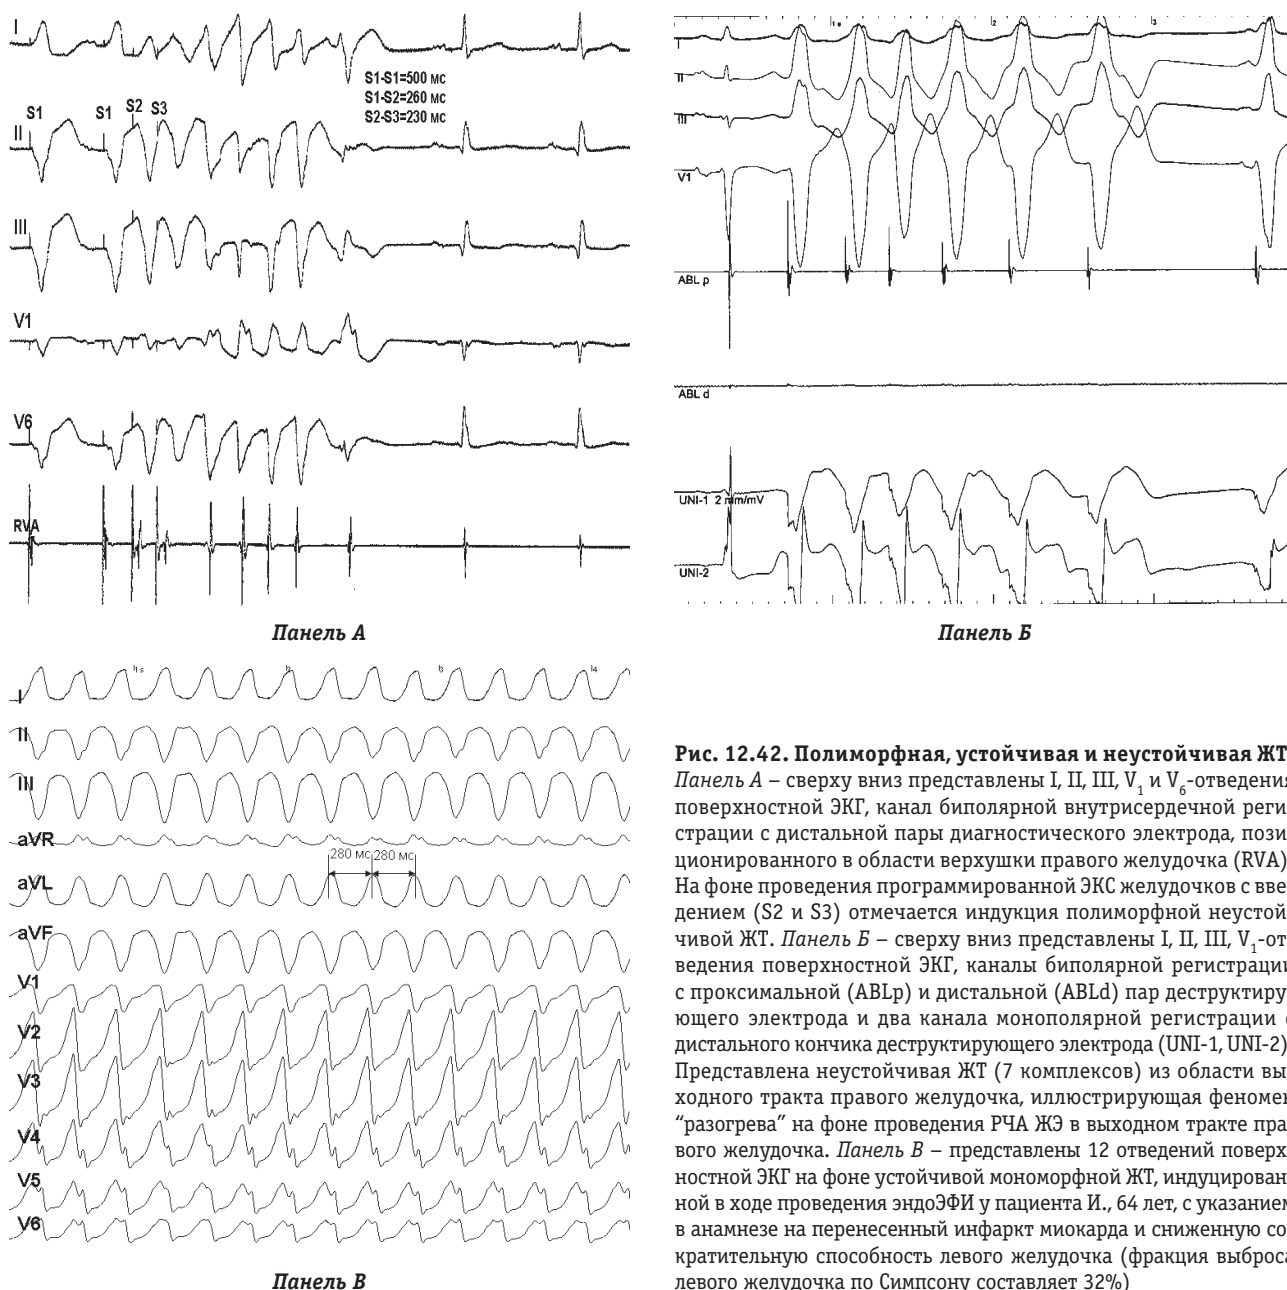 I
S1-S1=500 мс
S1-S2=260 мс
S2-S3=230 мс
S1 S1 S2 S3
II
III
V1
V6
RVA
Панель А
1 s 2 3
I
II
III
V1
ABL p
ABL d
UNI-1 2 mm/mV
UNI-2
Панель Б
I
II
III
aVR
280 мс 280 мс
aVL
aVF
V1
V2
V3
V4
V5
V6
Панель В
Рис. 12.42. Полиморфная, устойчивая и неустойчивая ЖТ
Панель А – сверху вниз представлены I, II, III, V1 и V6-отведения
поверхностной ЭКГ, канал биполярной внутрисердечной реги-
страции с дистальной пары диагностического электрода, пози-
ционированного в области верхушки правого желудочка (RVA)
На фоне проведения программированной ЭКС желудочков с вве-
дением (S2 и S3) отмечается индукция полиморфной неустой-
чивой ЖТ. Панель Б – сверху вниз представлены I, II, III, V1-от-
ведения поверхностной ЭКГ, каналы биполярной регистрации
с проксимальной (ABLp) и дистальной (ABLd) пар деструктиру-
ющего электрода и два канала монополярной регистрации с
дистального кончика деструктирующего электрода (UNI-1, UNI-2)
Представлена неустойчивая ЖТ (7 комплексов) из области вы-
ходного тракта правого желудочка, иллюстрирующая феномен
“разогрева” на фоне проведения РЧА ЖЭ в выходном тракте пра-
вого желудочка. Панель В – представлены 12 отведений поверх-
ностной ЭКГ на фоне устойчивой мономорфной ЖТ, индуцирован-
ной в ходе проведения эндоЭФИ у пациента И., 64 лет, с указанием
в анамнезе на перенесенный инфаркт миокарда и сниженную со-
кратительную способность левого желудочка (фракция выброса
левого желудочка по Симпсону составляет 32%)